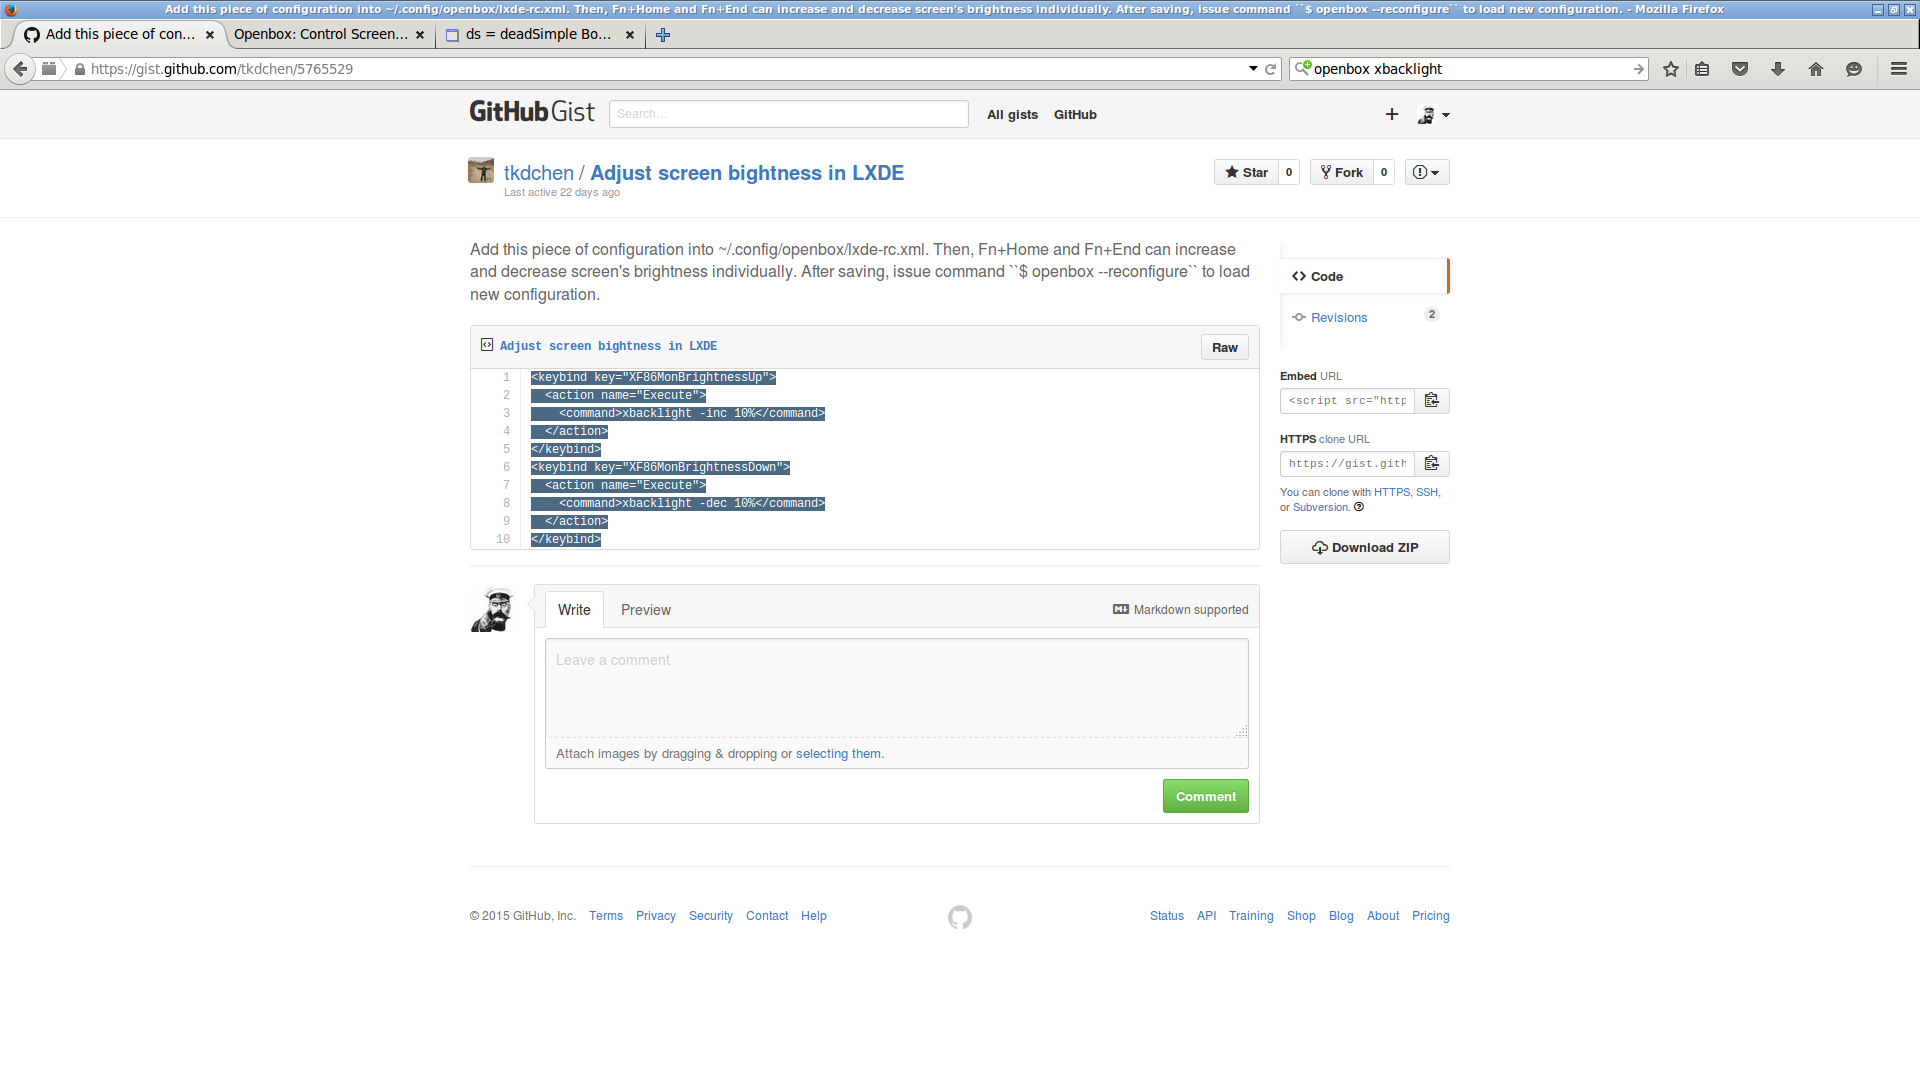 Add this piece of configuration into ~/.config/openbox/lxde-rc.xml. Then, Fn+Home and Fn+End can increase and decrease screen's brightness individually. After saving, issue command ``$ openbox --reconfigure`` to load new configuration. - Mozilla Firefox
Add this piece of con...
Openbox: Control Screen...
ds = deadSimple Bo...
https://gist.github.com/tkdchen/5765529
openbox xbacklight
GitHub Gist
Search...
All gists
GitHub
tkdchen / Adjust screen bightness in LXDE
Last active 22 days ago
Star
0
Fork
0
Add this piece of configuration into ~/.config/openbox/lxde-rc.xml. Then, Fn+Home and Fn+End can increase
and decrease screen's brightness individually. After saving, issue command ``$ openbox --reconfigure`` to load
new configuration.
Adjust screen bightness in LXDE
Raw
1 <keybind key="XF86MonBrightnessUp">
2   <action name="Execute">
3     <command>xbacklight -inc 10%</command>
4   </action>
5 </keybind>
6 <keybind key="XF86MonBrightnessDown">
7   <action name="Execute">
8     <command>xbacklight -dec 10%</command>
9   </action>
10 </keybind>
Code
Revisions
2
Embed URL
<script src="http
HTTPS clone URL
https://gist.gith
You can clone with HTTPS, SSH,
or Subversion.
Download ZIP
Write
Preview
Markdown supported
Leave a comment
Attach images by dragging & dropping or selecting them.
Comment
© 2015 GitHub, Inc.
Terms
Privacy
Security
Contact
Help
Status
API
Training
Shop
Blog
About
Pricing